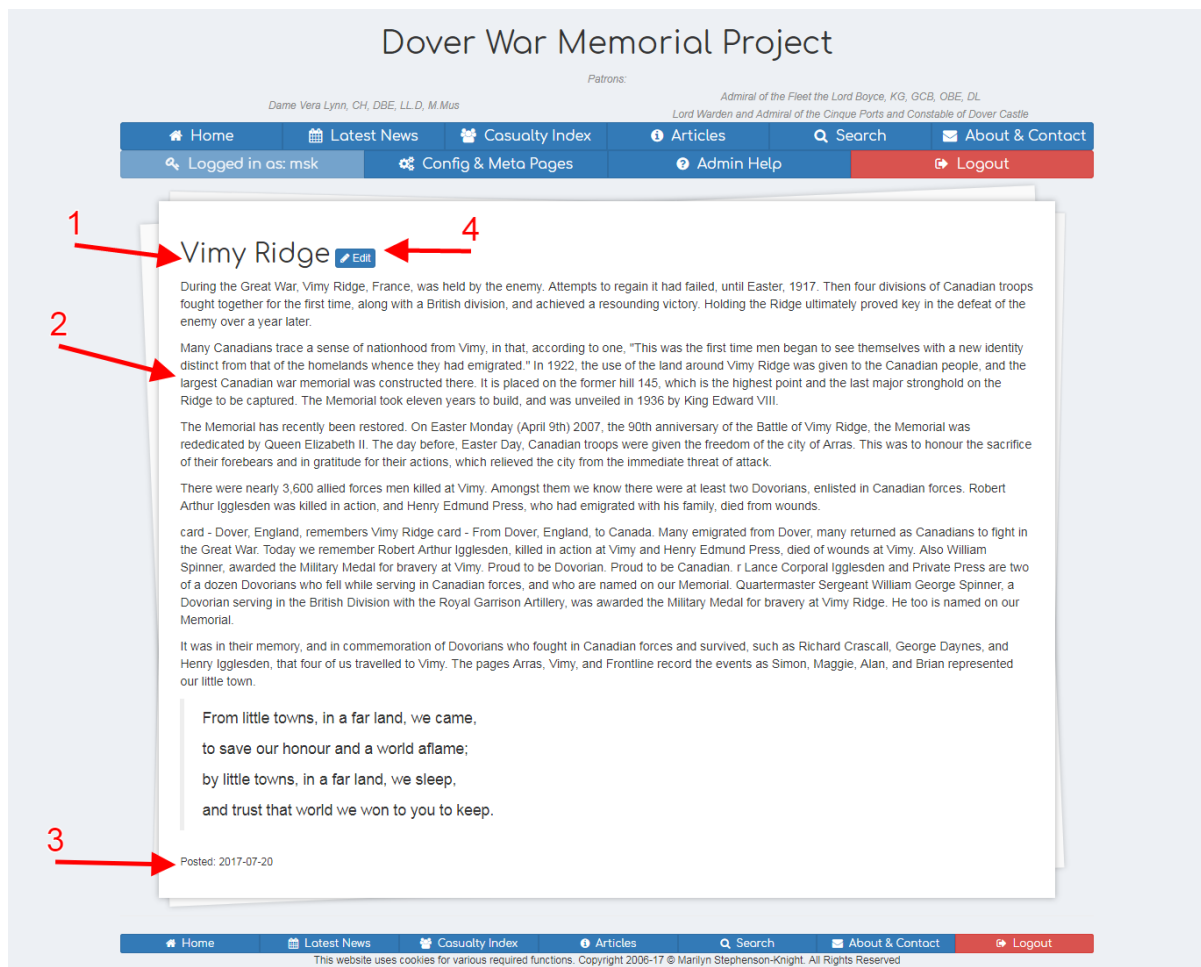 Dover War Memorial Project
Patrons:
Dame Vera Lynn, CH, DBE, LL.D, M.Mus
Admiral of the Fleet the Lord Boyce, KG, GCB, OBE, DL
Lord Warden and Admiral of the Cinque Ports and Constable of Dover Castle
Home Latest News Casualty Index Articles Search About & Contact
Logged in as: msk Config & Meta Pages Admin Help Logout
1
4
Vimy Ridge Edit
During the Great War, Vimy Ridge, France, was held by the enemy. Attempts to regain it had failed, until Easter, 1917. Then four divisions of Canadian troops
fought together for the first time, along with a British division, and achieved a resounding victory. Holding the Ridge ultimately proved key in the defeat of the
enemy over a year later.
2
Many Canadians trace a sense of nationhood from Vimy, in that, according to one, "This was the first time men began to see themselves with a new identity
distinct from that of the homelands whence they had emigrated." In 1922, the use of the land around Vimy Ridge was given to the Canadian people, and the
largest Canadian war memorial was constructed there. It is placed on the former hill 145, which is the highest point and the last major stronghold on the
Ridge to be captured. The Memorial took eleven years to build, and was unveiled in 1936 by King Edward VIII.
The Memorial has recently been restored. On Easter Monday (April 9th) 2007, the 90th anniversary of the Battle of Vimy Ridge, the Memorial was
rededicated by Queen Elizabeth II. The day before, Easter Day, Canadian troops were given the freedom of the city of Arras. This was to honour the sacrifice
of their forebears and in gratitude for their actions, which relieved the city from the immediate threat of attack.
There were nearly 3,600 allied forces men killed at Vimy. Amongst them we know there were at least two Dovorians, enlisted in Canadian forces. Robert
Arthur Igglesden was killed in action, and Henry Edmund Press, who had emigrated with his family, died from wounds.
card - Dover, England, remembers Vimy Ridge card - From Dover, England, to Canada. Many emigrated from Dover, many returned as Canadians to fight in
the Great War. Today we remember Robert Arthur Igglesden, killed in action at Vimy and Henry Edmund Press, died of wounds at Vimy. Also William
Spinner, awarded the Military Medal for bravery at Vimy. Proud to be Dovorian. Proud to be Canadian. r Lance Corporal Igglesden and Private Press are two
of a dozen Dovorians who fell while serving in Canadian forces, and who are named on our Memorial. Quartermaster Sergeant William George Spinner, a
Dovorian serving in the British Division with the Royal Garrison Artillery, was awarded the Military Medal for bravery at Vimy Ridge. He too is named on our
Memorial.
It was in their memory, and in commemoration of Dovorians who fought in Canadian forces and survived, such as Richard Crascall, George Daynes, and
Henry Igglesden, that four of us travelled to Vimy. The pages Arras, Vimy, and Frontline record the events as Simon, Maggie, Alan, and Brian represented
our little town.
From little towns, in a far land, we came,
to save our honour and a world aflame;
by little towns, in a far land, we sleep,
and trust that world we won to you to keep.
3
Posted: 2017-07-20
Home Latest News Casualty Index Articles Search About & Contact Logout
This website uses cookies for various required functions. Copyright 2006-17 © Marilyn Stephenson-Knight. All Rights Reserved